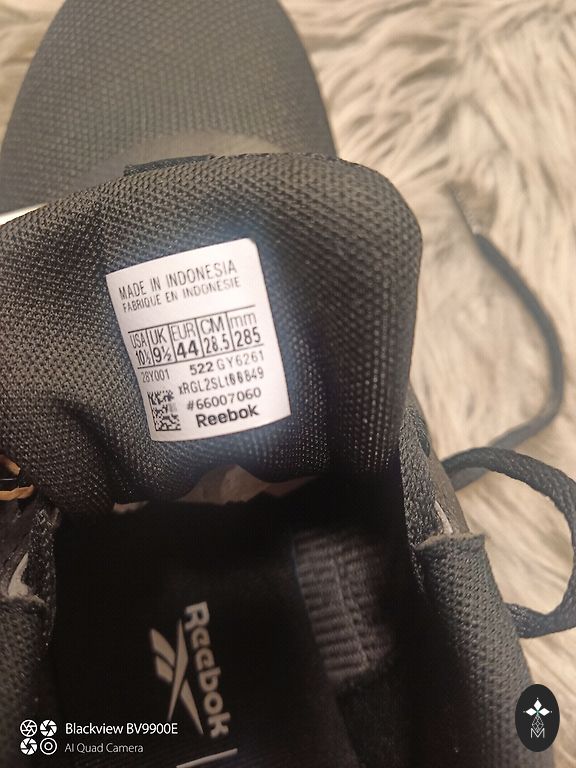 MADE IN INDONESIA
FABRIQUE EN INDONESIE
USA UK EUR CM mm
10½ 9½ 44 28.5 285
28Y001 522 GY6261
#66007060
Reebok
Reebok
Blackview BV9900E
AI Quad Camera
M